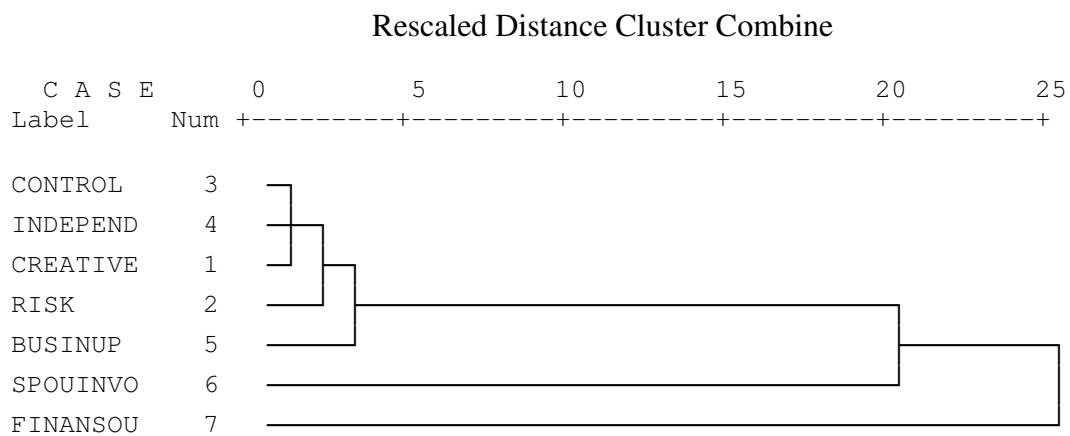 Rescaled Distance Cluster Combine
C A S E 0 5 10 15 20 25
Label Num +---------+---------+---------+---------+---------+
CONTROL 3
INDEPEND 4
CREATIVE 1
RISK 2
BUSINUP 5
SPOUINVO 6
FINANSOU 7